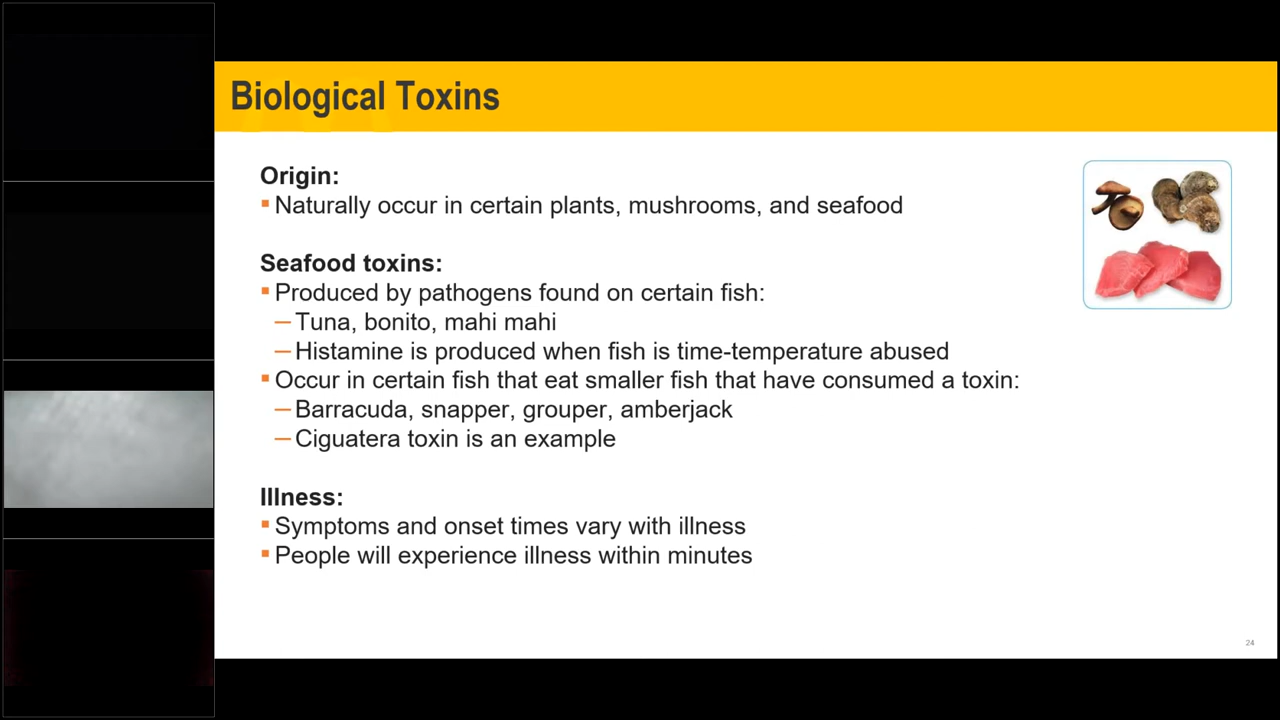 Biological Toxins
Origin:
▪ Naturally occur in certain plants, mushrooms, and seafood
Seafood toxins:
▪ Produced by pathogens found on certain fish:
– Tuna, bonito, mahi mahi
– Histamine is produced when fish is time-temperature abused
▪ Occur in certain fish that eat smaller fish that have consumed a toxin:
– Barracuda, snapper, grouper, amberjack
– Ciguatera toxin is an example
Illness:
▪ Symptoms and onset times vary with illness
▪ People will experience illness within minutes
24